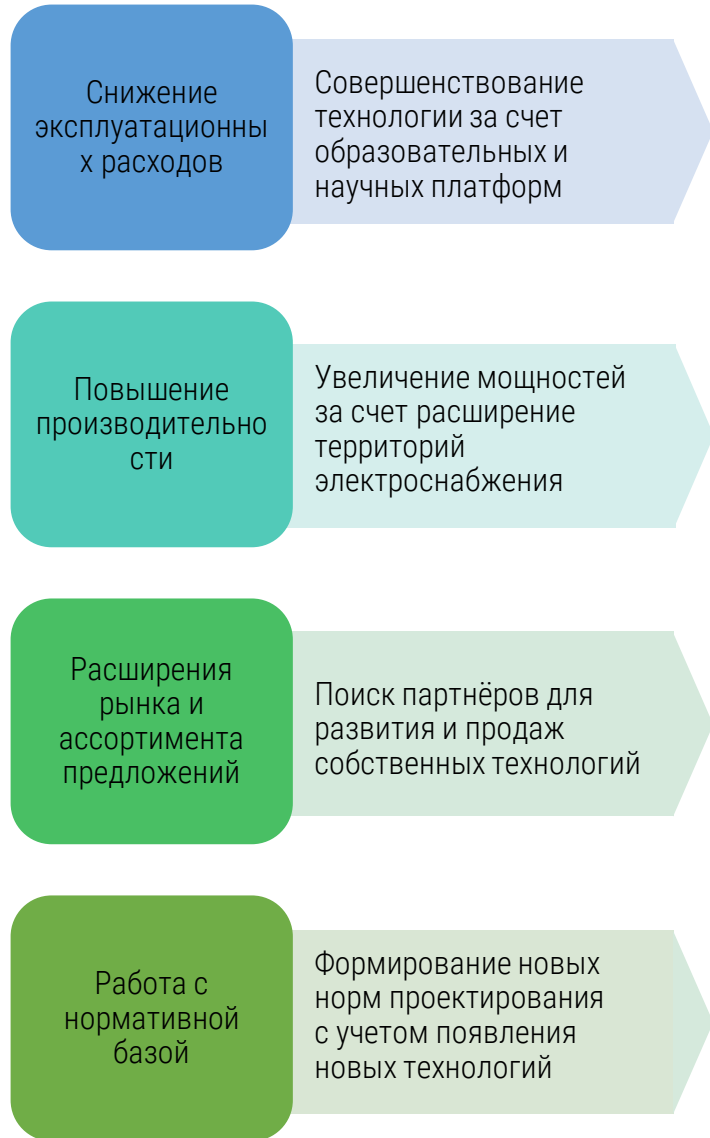 Снижение
эксплуатационны
х расходов
Совершенствование
технологии за счет
образовательных и
научных платформ
Повышение
производительно
сти
Увеличение мощностей
за счет расширение
территорий
электроснабжения
Расширения
рынка и
ассортимента
предложений
Поиск партнёров для
развития и продаж
собственных технологий
Работа с
нормативной
базой
Формирование новых
норм проектирования
с учетом появления
новых технологий